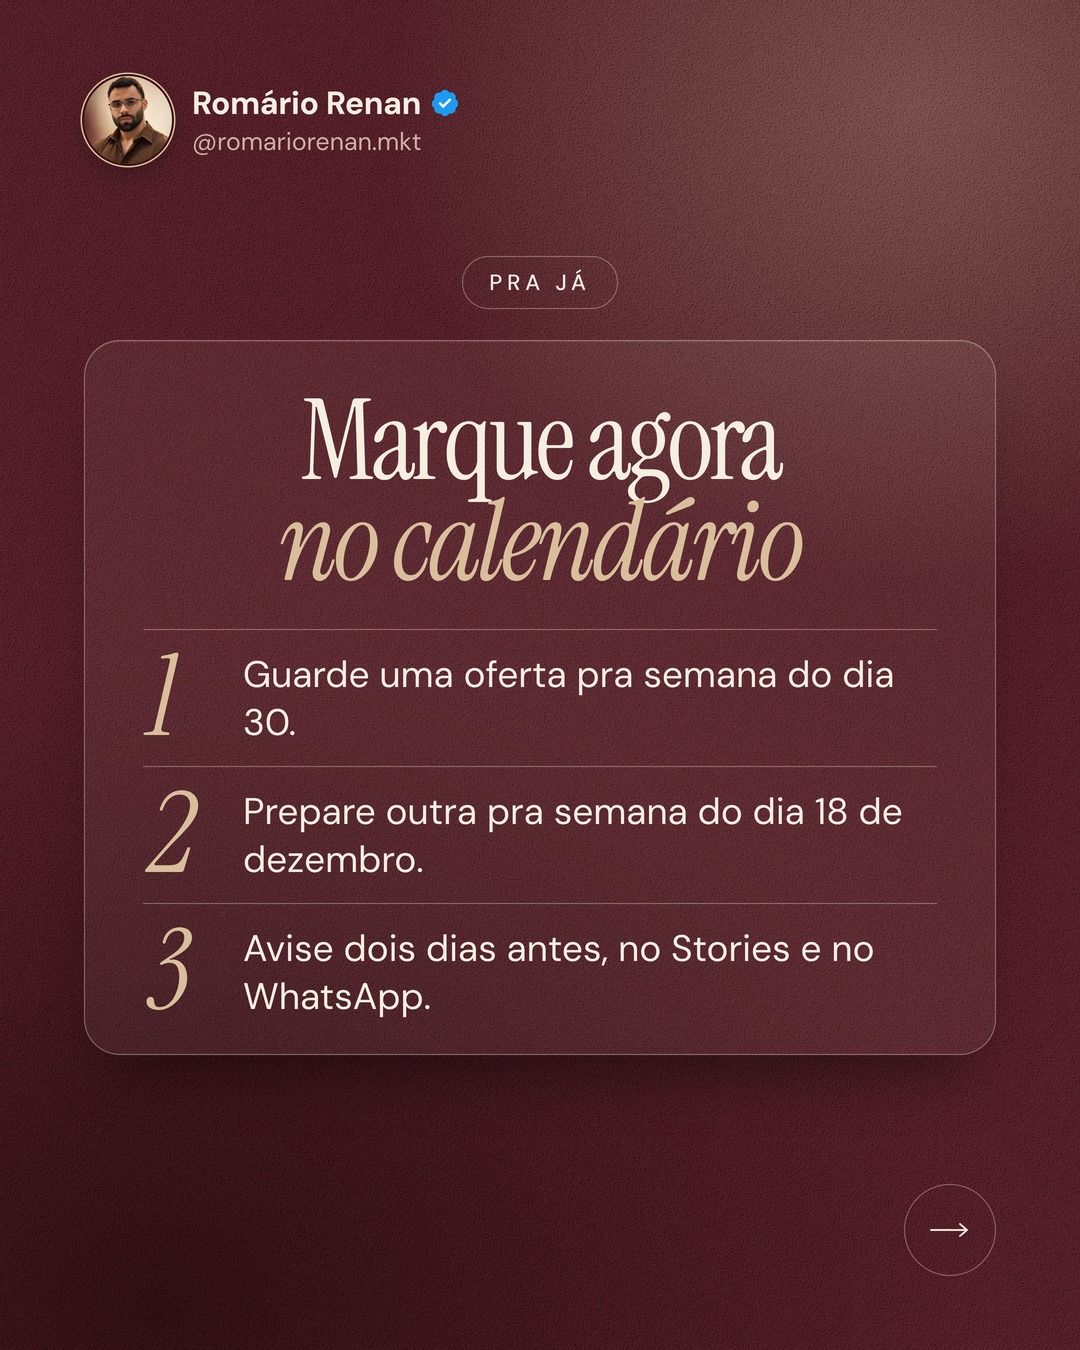 Romário Renan
@romariorenan.mkt
PRA JÁ
Marque agora
no calendário
1
Guarde uma oferta pra semana do dia
30.
2
Prepare outra pra semana do dia 18 de
dezembro.
3
Avise dois dias antes, no Stories e no
WhatsApp.